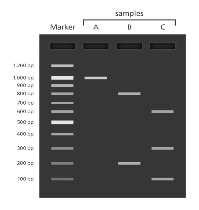 samples
Marker A B C
1.200 bp
1.000 bp
900 bp
800 bp
700 bp
600 bp
500 bp
400 bp
300 bp
200 bp
100 bp